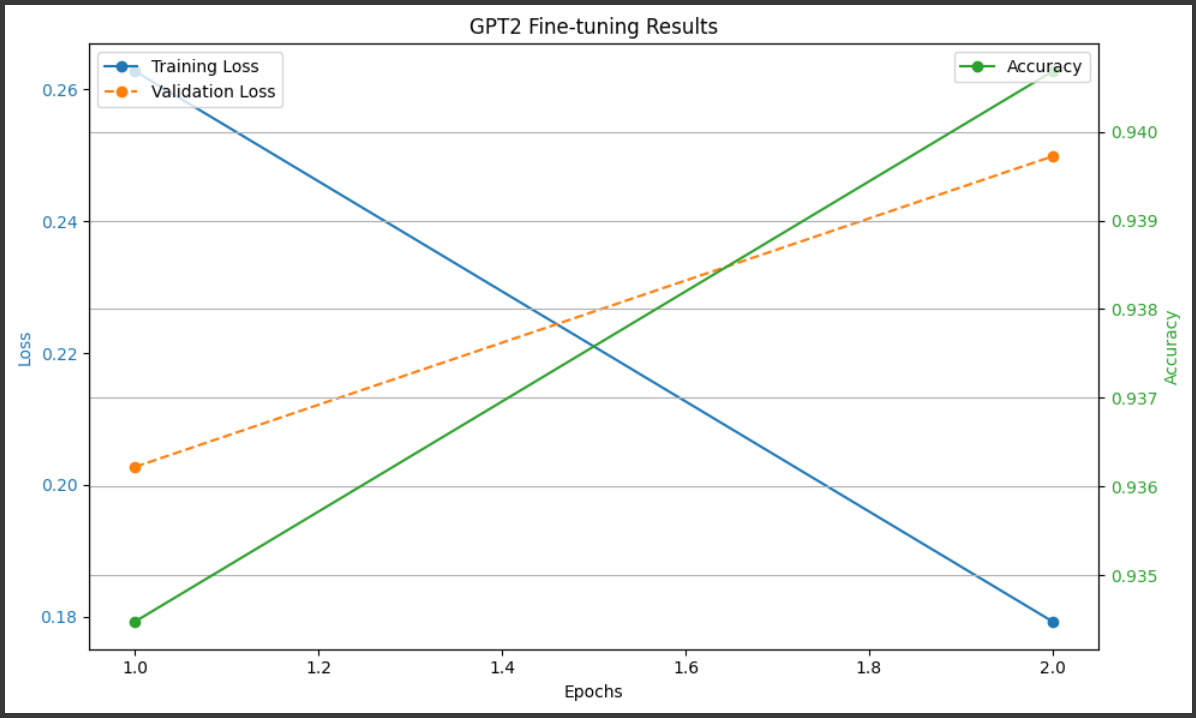 GPT2 Fine-tuning Results
Training Loss
Validation Loss
Accuracy
0.26
0.24
0.22
0.20
0.18
Loss
0.940
0.939
0.938
0.937
0.936
0.935
Accuracy
1.0 1.2 1.4 1.6 1.8 2.0
Epochs